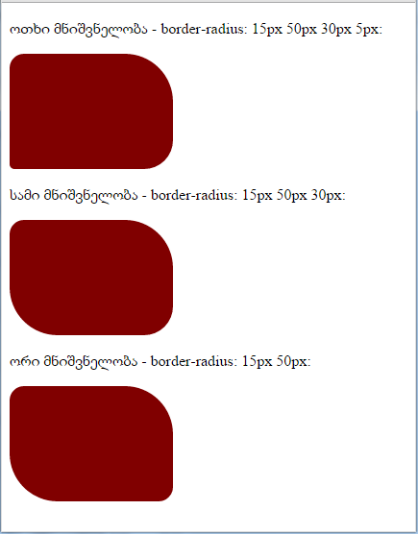 ოთხი მნიშვნელობა - border-radius: 15px 50px 30px 5px:
სამი მნიშვნელობა - border-radius: 15px 50px 30px:
ორი მნიშვნელობა - border-radius: 15px 50px: